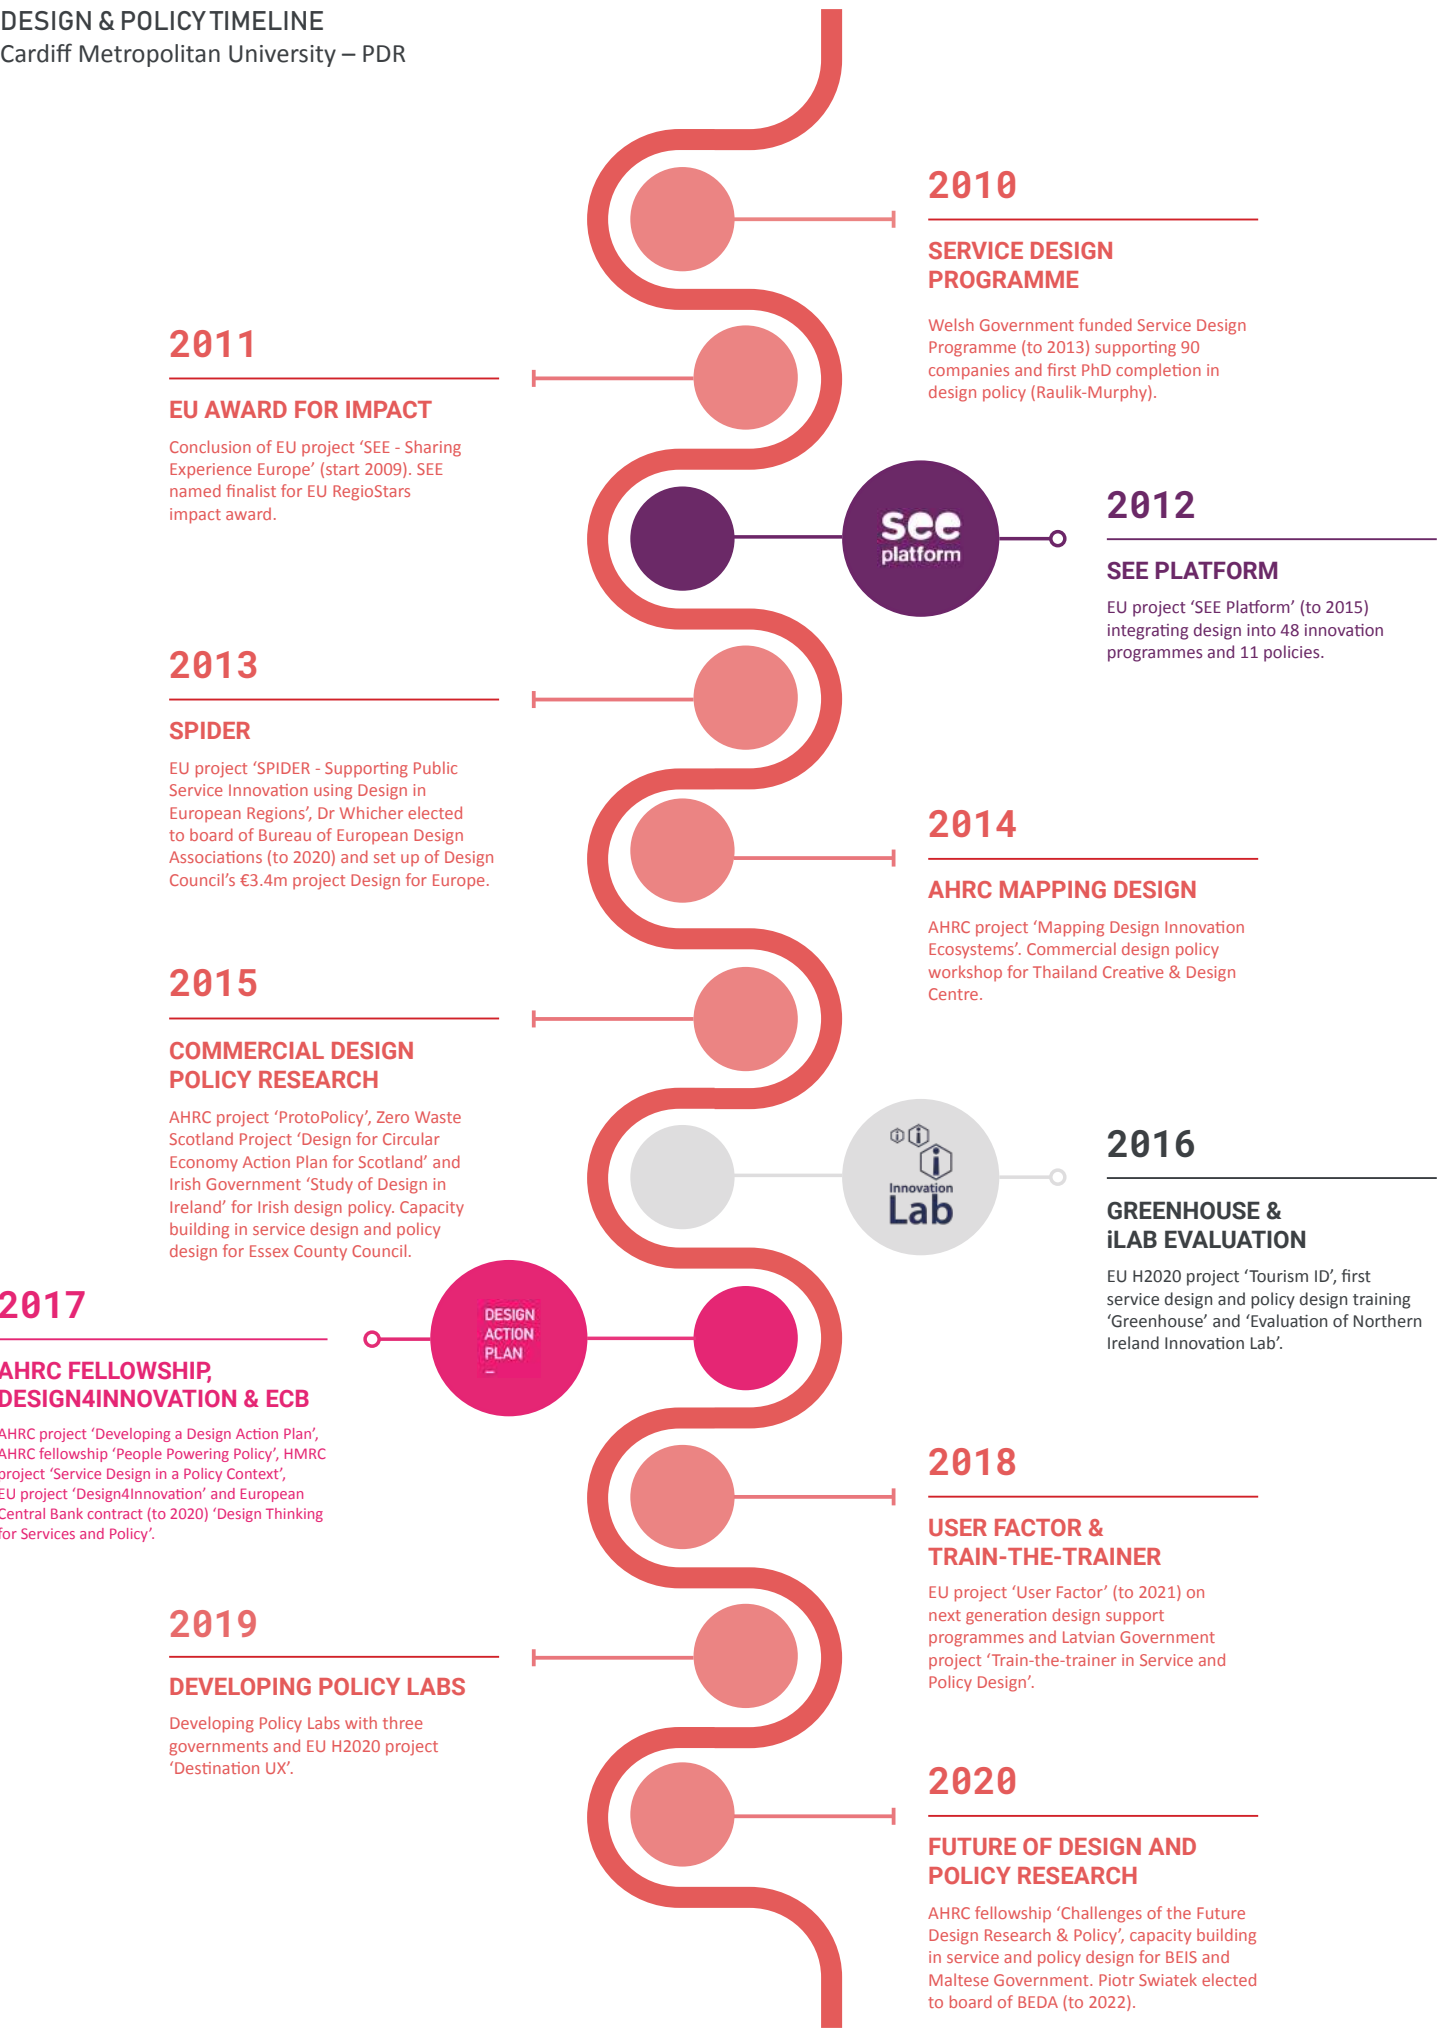 DESIGN & POLICY TIMELINE
Cardiff Metropolitan University – PDR
2010
SERVICE DESIGN
PROGRAMME
Welsh Government funded Service Design
Programme (to 2013) supporting 90
companies and first PhD completion in
design policy (Raulik-Murphy).
2011
EU AWARD FOR IMPACT
Conclusion of EU project ‘SEE - Sharing
Experience Europe’ (start 2009). SEE
named finalist for EU RegioStars
impact award.
see
platform
2012
SEE PLATFORM
EU project ‘SEE Platform’ (to 2015)
integrating design into 48 innovation
programmes and 11 policies.
2013
SPIDER
EU project ‘SPIDER - Supporting Public
Service Innovation using Design in
European Regions’, Dr Whicher elected
to board of Bureau of European Design
Associations (to 2020) and set up of Design
Council’s €3.4m project Design for Europe.
2014
AHRC MAPPING DESIGN
AHRC project ‘Mapping Design Innovation
Ecosystems’. Commercial design policy
workshop for Thailand Creative & Design
Centre.
2015
COMMERCIAL DESIGN
POLICY RESEARCH
AHRC project ‘ProtoPolicy’, Zero Waste
Scotland Project ‘Design for Circular
Economy Action Plan for Scotland’ and
Irish Government ‘Study of Design in
Ireland’ for Irish design policy. Capacity
building in service design and policy
design for Essex County Council.
i i i
Innovation
Lab
2016
GREENHOUSE &
iLAB EVALUATION
EU H2020 project ‘Tourism ID’, first
service design and policy design training
‘Greenhouse’ and ‘Evaluation of Northern
Ireland Innovation Lab’.
2017
AHRC FELLOWSHIP,
DESIGN4INNOVATION & ECB
AHRC project ‘Developing a Design Action Plan’,
AHRC fellowship ‘People Powering Policy’, HMRC
project ‘Service Design in a Policy Context’,
EU project ‘Design4Innovation’ and European
Central Bank contract (to 2020) ‘Design Thinking
for Services and Policy’.
DESIGN
ACTION
PLAN
–
2018
USER FACTOR &
TRAIN-THE-TRAINER
EU project ‘User Factor’ (to 2021) on
next generation design support
programmes and Latvian Government
project ‘Train-the-trainer in Service and
Policy Design’.
2019
DEVELOPING POLICY LABS
Developing Policy Labs with three
governments and EU H2020 project
‘Destination UX’.
2020
FUTURE OF DESIGN AND
POLICY RESEARCH
AHRC fellowship ‘Challenges of the Future
Design Research & Policy’, capacity building
in service and policy design for BEIS and
Maltese Government. Piotr Swiatek elected
to board of BEDA (to 2022).